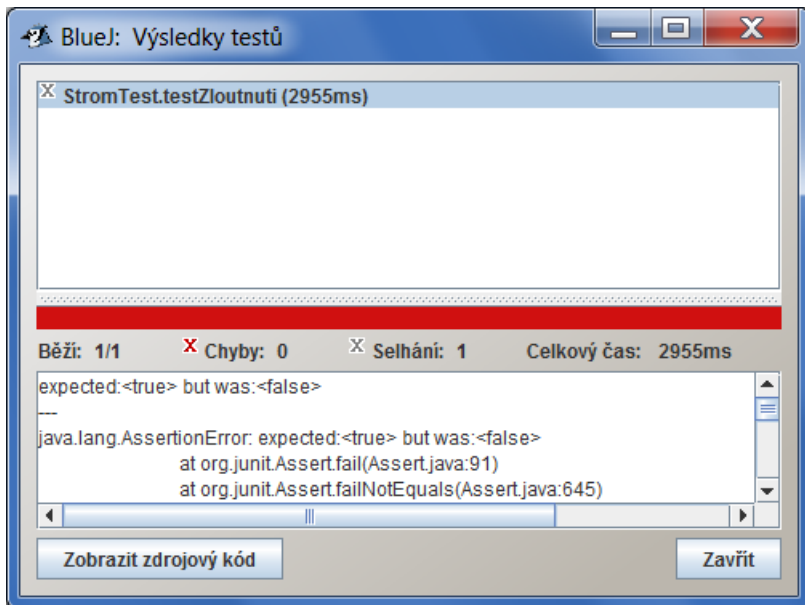 BlueJ: Výsledky testů
StromTest.testZloutnuti (2955ms)
Běží: 1/1 Chyby: 0 Selhání: 1 Celkový čas: 2955ms
expected:<true> but was:<false>
---
java.lang.AssertionError: expected:<true> but was:<false>
at org.junit.Assert.fail(Assert.java:91)
at org.junit.Assert.failNotEquals(Assert.java:645)
Zobrazit zdrojový kód Zavřít